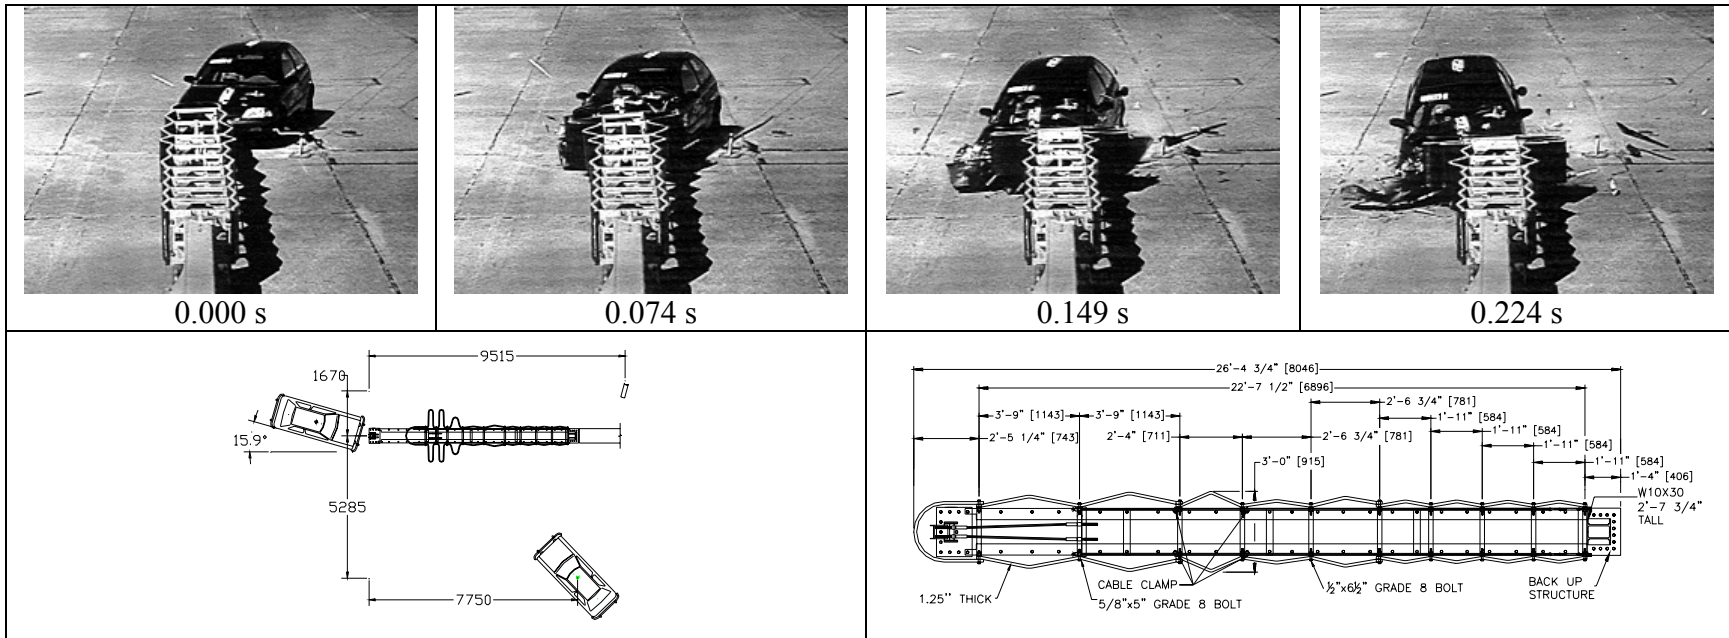 0.000 s
0.074 s
0.149 s
0.224 s
9515
1670
15.9°
5285
7750
26'-4 3/4" [8046]
22'-7 1/2" [6896]
2'-6 3/4" [781]
3'-9" [1143]
3'-9" [1143]
1'-11" [584]
2'-5 1/4" [743]
2'-4" [711]
2'-6 3/4" [781]
1'-11" [584]
1'-11" [584]
3'-0" [915]
1'-11" [584]
1'-4" [406]
W10X30
2'-7 3/4"
TALL
CABLE CLAMP
1.25'' THICK
5/8"x5" GRADE 8 BOLT
½"x6½" GRADE 8 BOLT
BACK UP
STRUCTURE